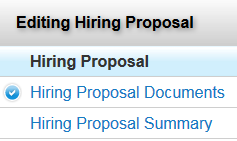 Editing Hiring Proposal
Hiring Proposal
Hiring Proposal Documents
Hiring Proposal Summary